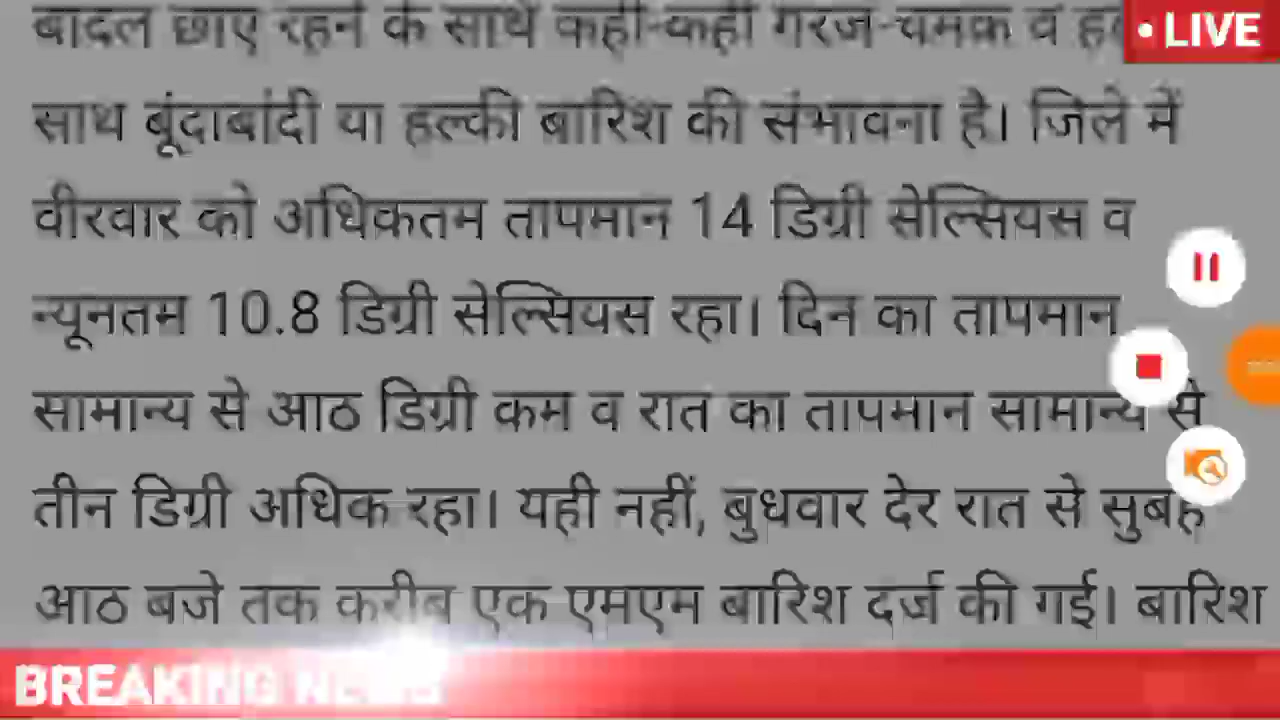 बादल छाए रहने के साथ कहीं-कहीं गरज-चमक व
• LIVE
साथ बूंदाबांदी या हल्की बारिश की संभावना है। जिले में
वीरवार को अधिकतम तापमान 14 डिग्री सेल्सियस व
न्यूनतम 10.8 डिग्री सेल्सियस रहा। दिन का तापमान
सामान्य से आठ डिग्री कम व रात का तापमान सामान्य से
तीन डिग्री अधिक रहा। यही नहीं, बुधवार देर रात से सुबह
आठ बजे तक करीब एक एमएम बारिश दर्ज की गई। बारिश
BREAKING NEWS